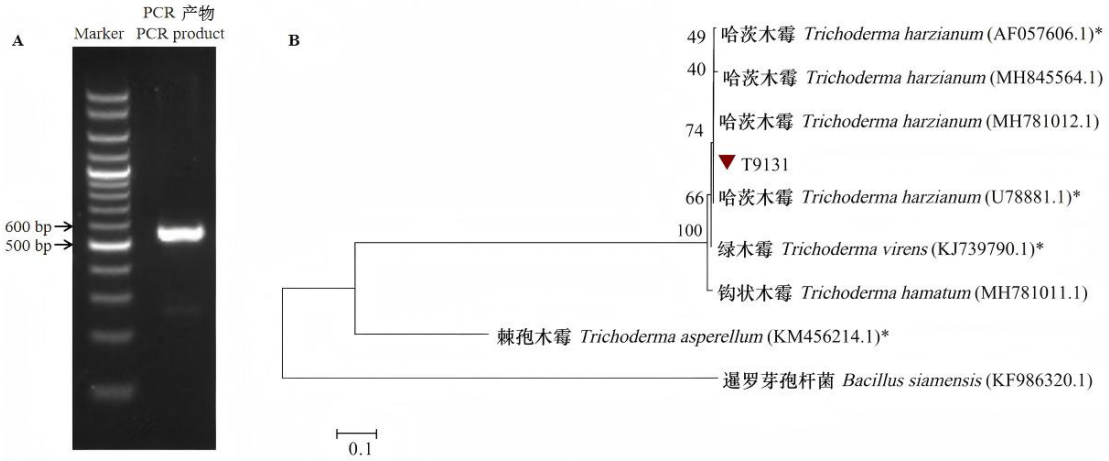 A
PCR 产物
Marker PCR product
600 bp
500 bp
B
49
哈茨木霉 Trichoderma harzianum (AF057606.1)*
40
哈茨木霉 Trichoderma harzianum (MH845564.1)
74
哈茨木霉 Trichoderma harzianum (MH781012.1)
T9131
66
哈茨木霉 Trichoderma harzianum (U78881.1)*
100
绿木霉 Trichoderma virens (KJ739790.1)*
钩状木霉 Trichoderma hamatum (MH781011.1)
棘孢木霉 Trichoderma asperellum (KM456214.1)*
暹罗芽孢杆菌 Bacillus siamensis (KF986320.1)
0.1